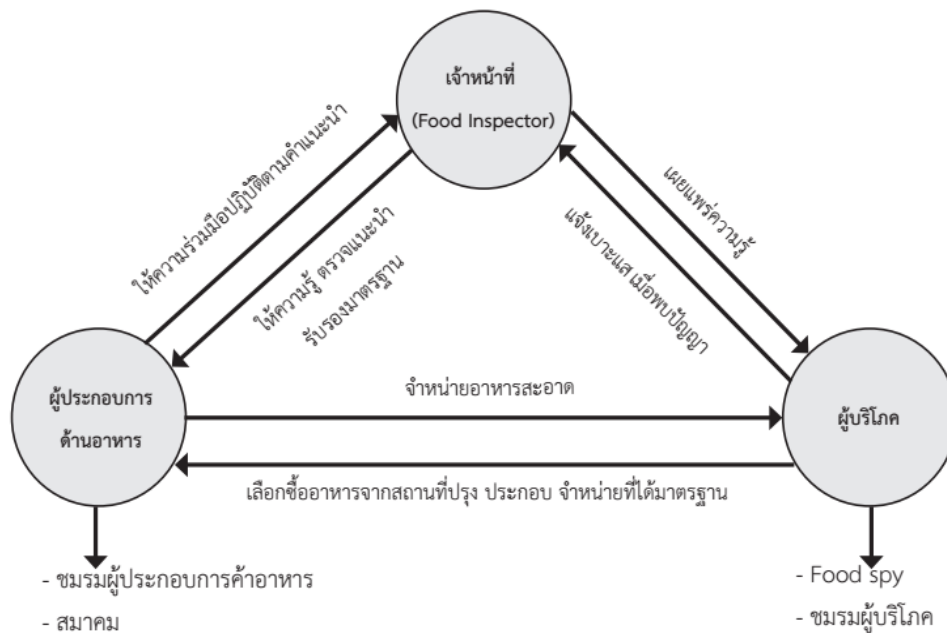 เจ้าหน้าที่
(Food Inspector)
ให้ความร่วมมือปฏิบัติตามคำแนะนำ
ให้ความรู้ ตรวจแนะนำ
รับรองมาตรฐาน
เผยแพร่ความรู้
แจ้งเบาะแส เมื่อพบปัญญา
ผู้ประกอบการ
ด้านอาหาร
จำหน่ายอาหารสะอาด
ผู้บริโภค
เลือกซื้ออาหารจากสถานที่ปรุง ประกอบ จำหน่ายที่ได้มาตรฐาน
- ชมรมผู้ประกอบการค้าอาหาร
- สมาคม
- Food spy
- ชมรมผู้บริโภค